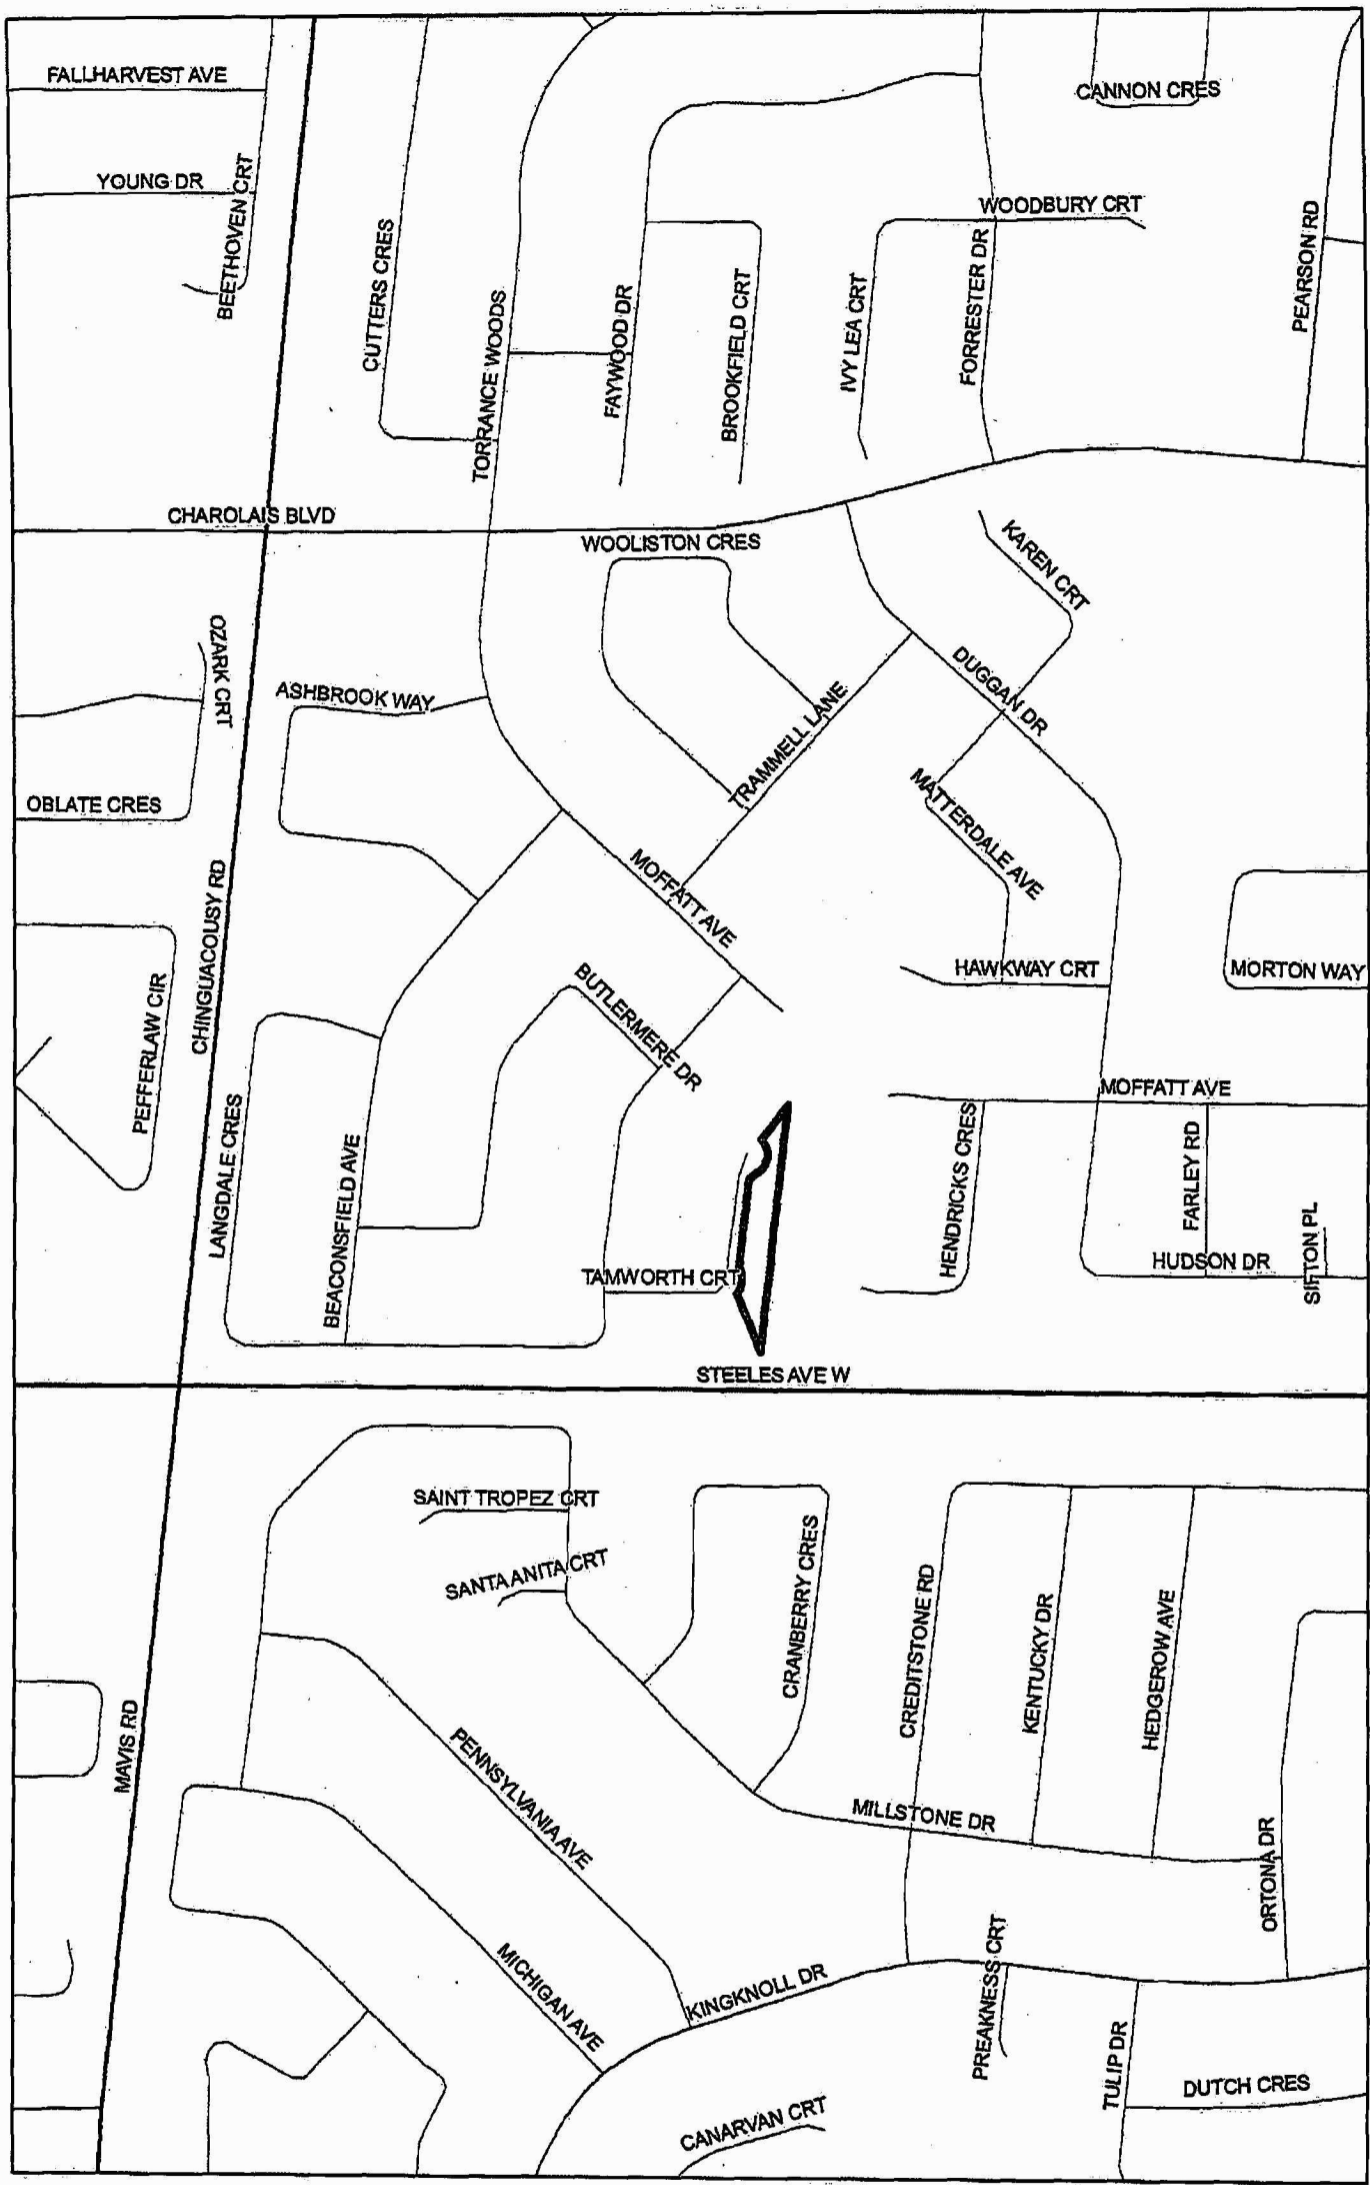 FALLHARVEST AVE
CANNON CRES
YOUNG DR
BEETHOVEN CRT
WOODBURY CRT
CUTTERS CRES
TORRANCE WOODS
FAYWOOD DR
BROOKFIELD CRT
IVY LEA CRT
FORRESTER DR
PEARSON RD
CHAROLAIS BLVD
WOOLISTON CRES
KAREN CRT
OZARK CRT
ASHBROOK WAY
DUGGAN DR
TRAMMELL LANE
OBLATE CRES
MATTERDALE AVE
MOFFATT AVE
CHINGUACOUSY RD
PEFFERLAW CIR
BUTLERMERE DR
HAWKWAY CRT
MORTON WAY
MOFFATT AVE
LANGDALE CRES
BEACONSFIELD AVE
HENDRICKS CRES
FARLEY RD
TAMWORTH CRT
HUDSON DR
SIFTON PL
STEELES AVE W
SAINT TROPEZ CRT
SANTA ANITA CRT
CRANBERRY CRES
CREDITSTONE RD
KENTUCKY DR
HEDGEROW AVE
MAVIS RD
PENNSYLVANIA AVE
MILLSTONE DR
ORTONA DR
MICHIGAN AVE
KINGKNOLL DR
PREAKNESS CRT
TULIP DR
DUTCH CRES
CANARVAN CRT